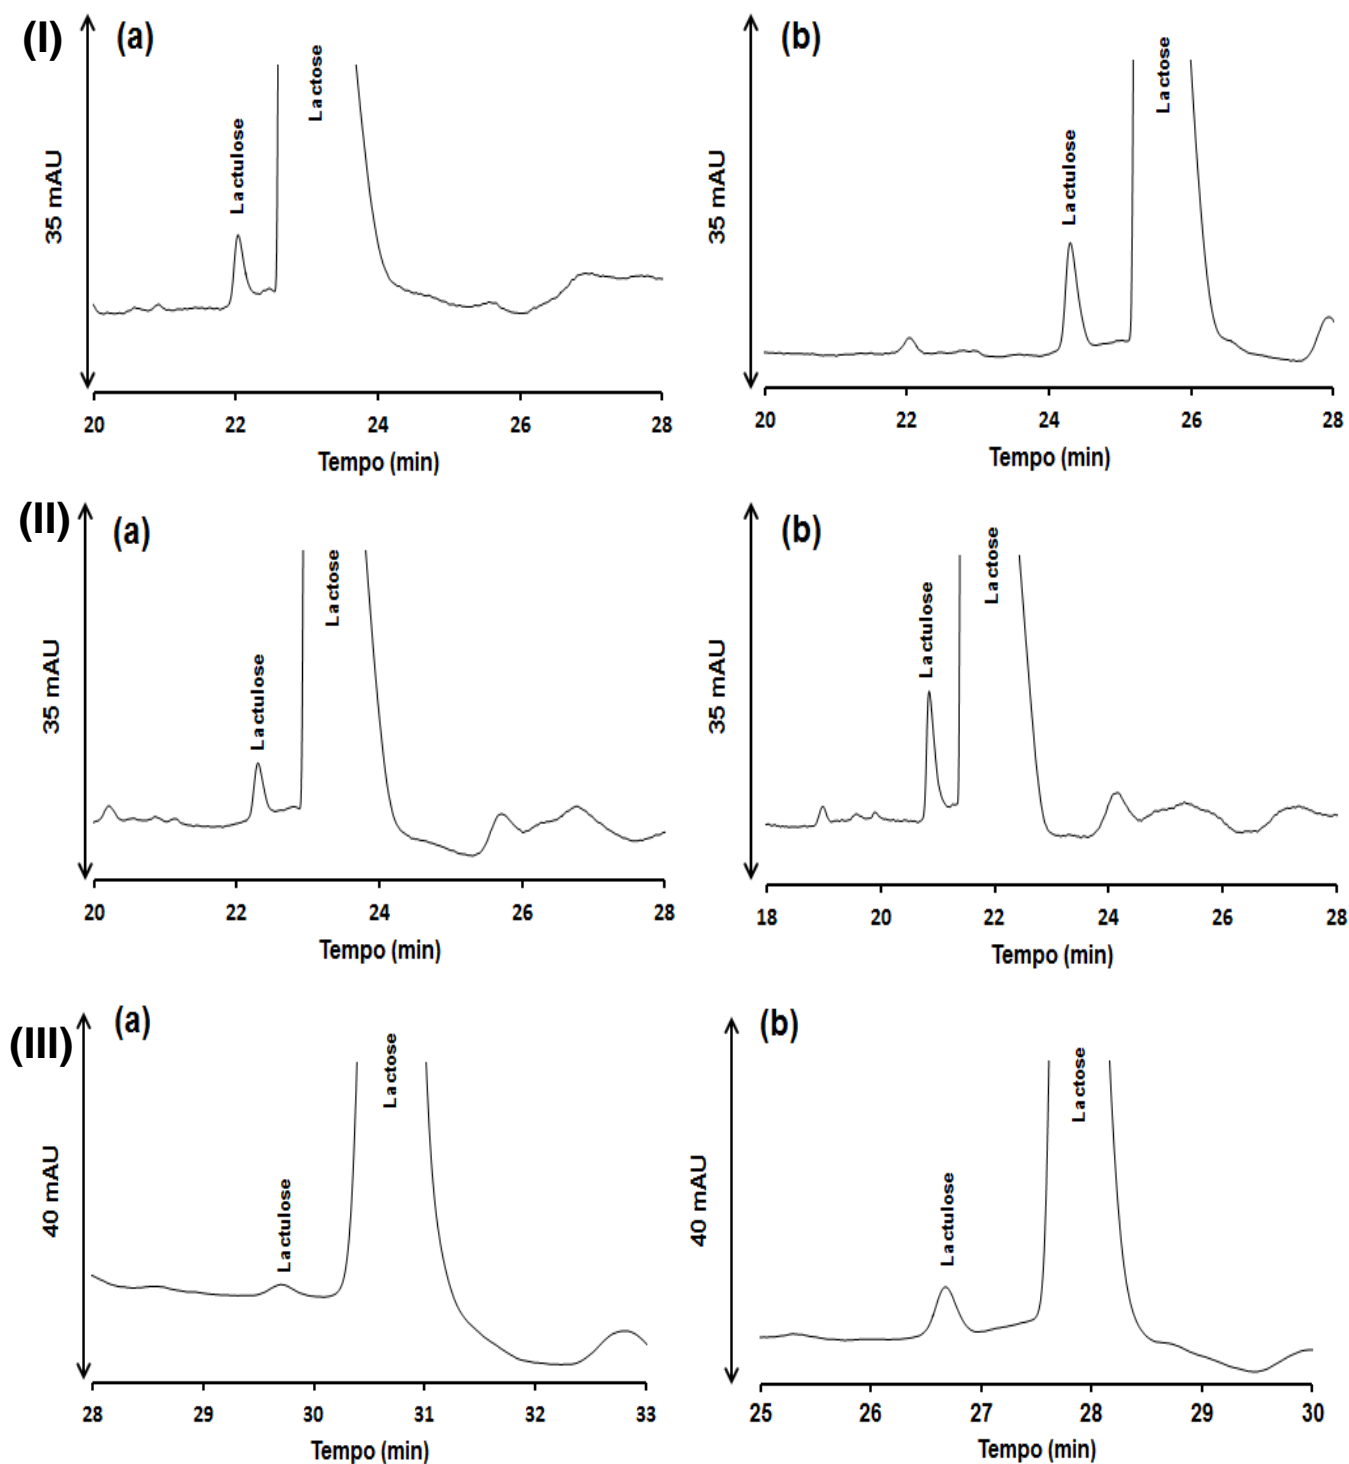 (I)
(a)
35 mAU
Lactulose
Lactose
20 22 24 26 28
Tempo (min)
(b)
35 mAU
Lactulose
Lactose
20 22 24 26 28
Tempo (min)
(II)
(a)
35 mAU
Lactulose
Lactose
20 22 24 26 28
Tempo (min)
(b)
35 mAU
Lactulose
Lactose
18 20 22 24 26 28
Tempo (min)
(III)
(a)
40 mAU
Lactulose
Lactose
28 29 30 31 32 33
Tempo (min)
(b)
40 mAU
Lactulose
Lactose
25 26 27 28 29 30
Tempo (min)